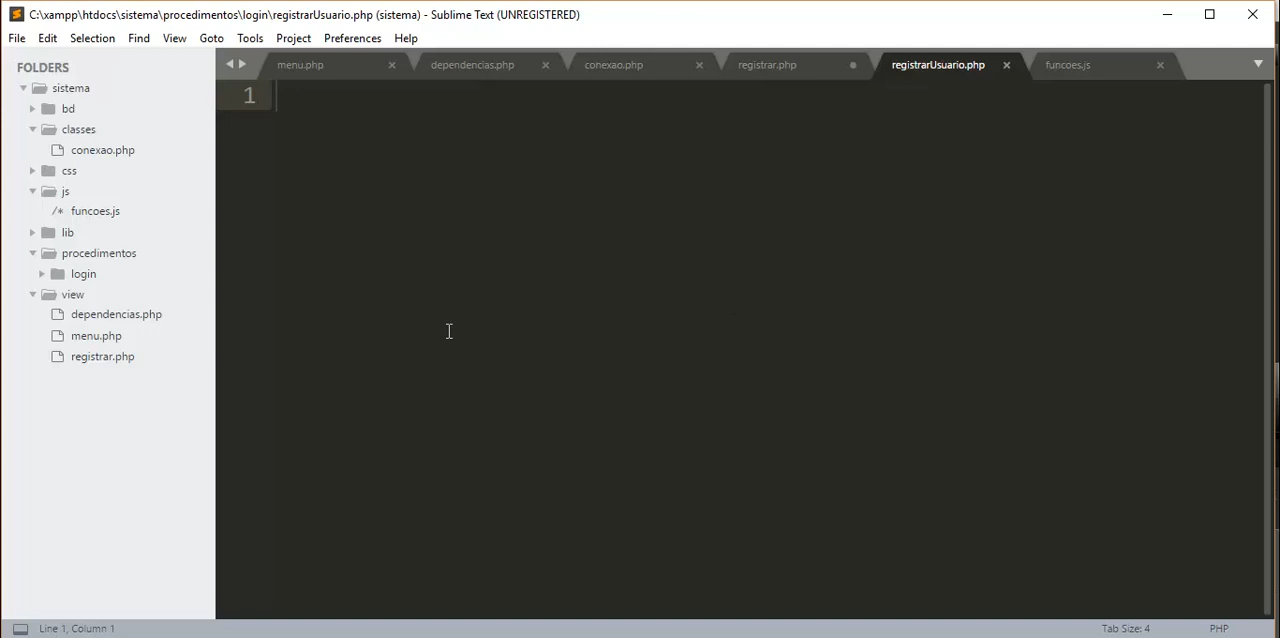 C:\xampp\htdocs\sistema\procedimentos\login\registrarUsuario.php (sistema) - Sublime Text (UNREGISTERED)
File Edit Selection Find View Goto Tools Project Preferences Help
FOLDERS
sistema
bd
classes
conexao.php
css
js
/* funcoes.js
lib
procedimentos
login
view
dependencias.php
menu.php
registrar.php
menu.php dependencias.php conexao.php registrar.php registrarUsuario.php funcoes.js
1
Line 1, Column 1 Tab Size: 4 PHP